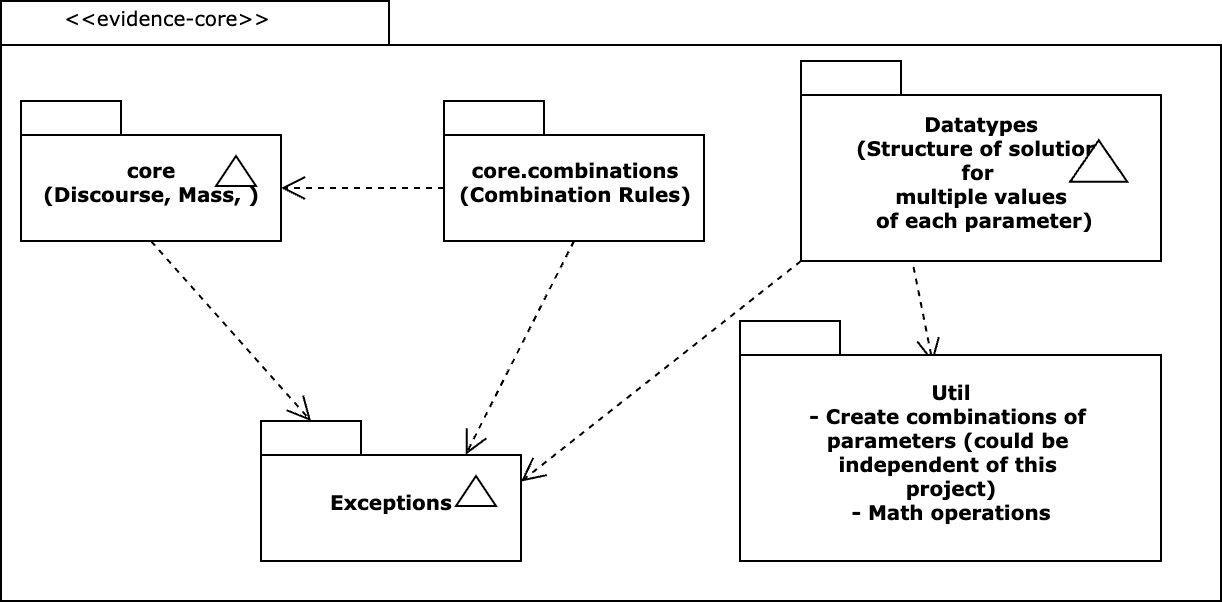 <<evidence-core>>
core
(Discourse, Mass, )
core.combinations
(Combination Rules)
Datatypes
(Structure of solution
for
multiple values
of each parameter)
Exceptions
Util
- Create combinations of
parameters (could be
independent of this
project)
- Math operations